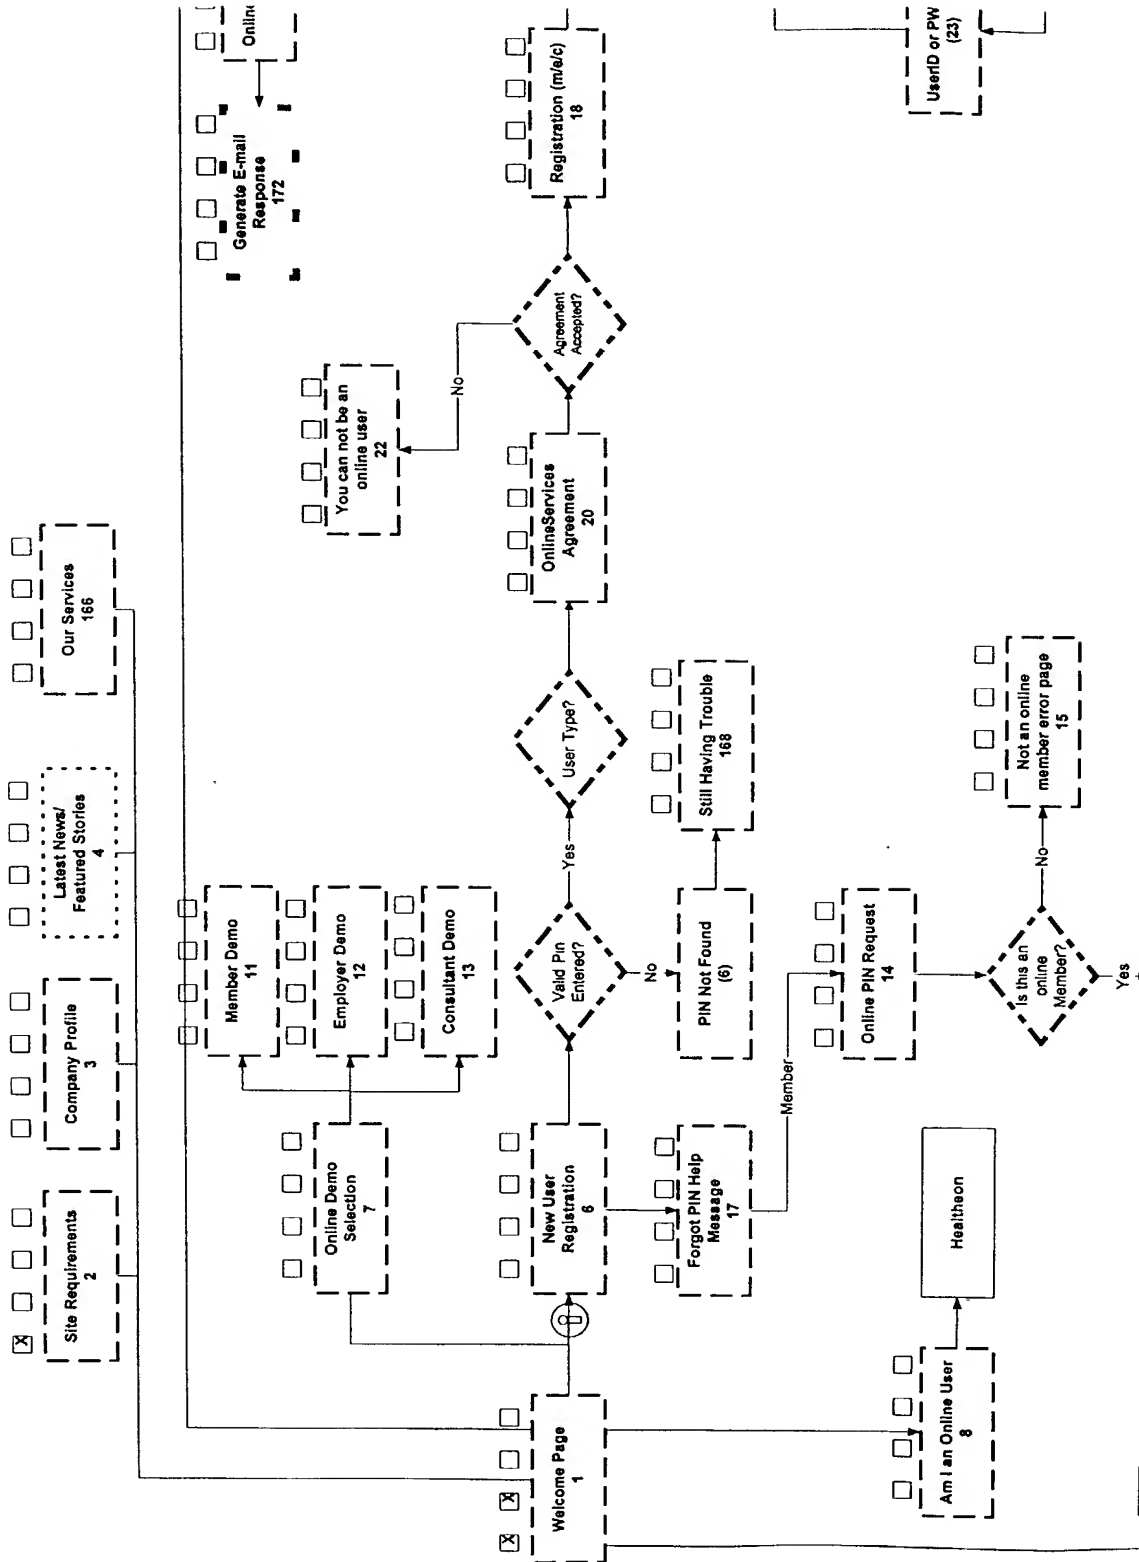 Site Requirements
2
Company Profile
3
Latest News/
Featured Stories
4
Our Services
166
Online Demo
Selection
7
Member Demo
11
Employer Demo
12
Consultant Demo
13
You can not be an
online user
22
Generate E-mail
Response
172
Online
X
X
X
Welcome Page
1
New User
Registration
6
Valid Pin
Entered?
Yes
No
User Type?
OnlineServices
Agreement
20
Agreement
Accepted?
No
Registration (m/e/c)
18
Forgot PIN Help
Message
17
PIN Not Found
(6)
Still Having Trouble
168
Member
Online PIN Request
14
Am I an Online User
8
Healtheon
Is this an
online
Member?
No
Yes
Not an online
member error page
15
UserID or PW
(23)